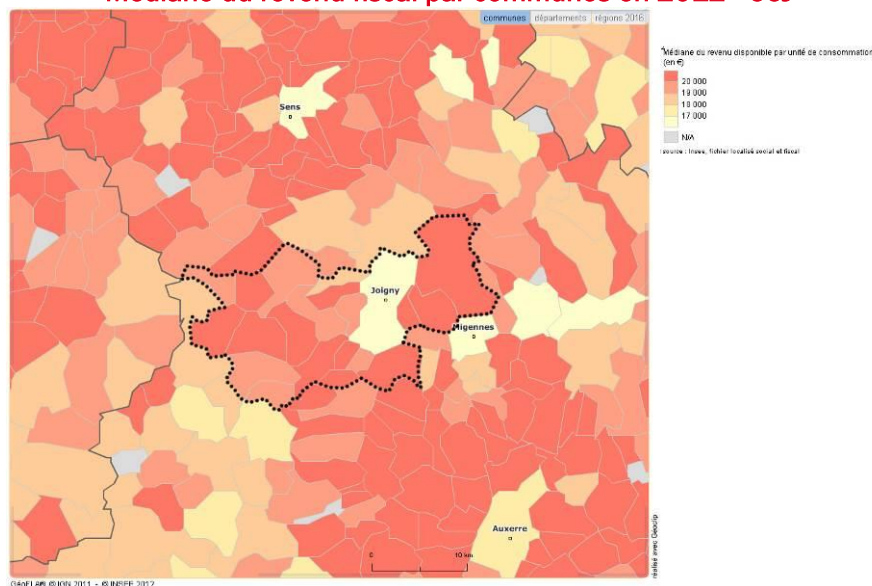 communes départements régions 2016
Médiane du revenu disponible par unité de consommation
(en €)
20 000
19 000
18 000
17 000
N/A
source : Insee, fichier localisé social et fiscal
Sens
Joigny
Migennes
Auxerre
0 10 km
réalisé avec Géoclip
GéoFLA® © IGN 2011 - © INSEE 2012